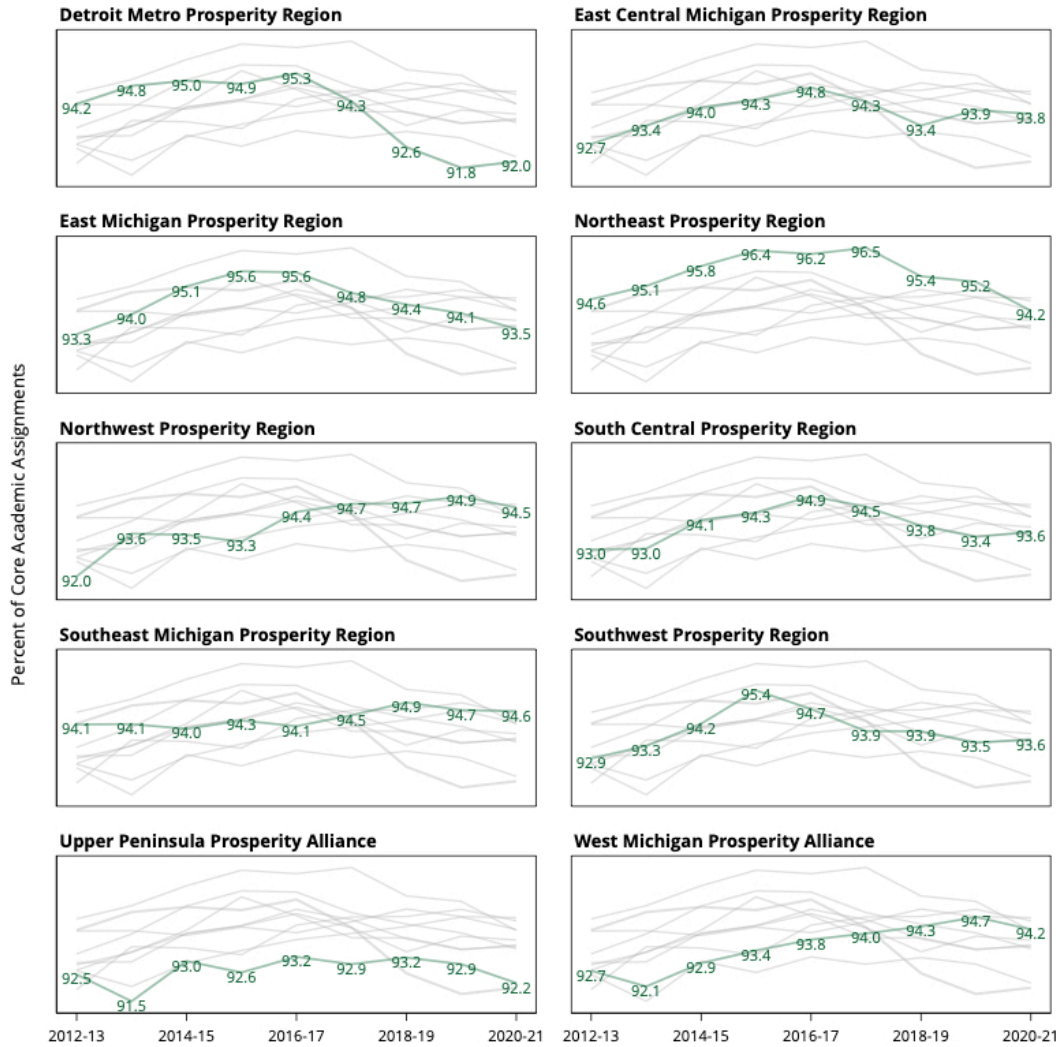 Detroit Metro Prosperity Region
94.2 94.8 95.0 94.9 95.3 94.3 92.6 91.8 92.0
East Central Michigan Prosperity Region
92.7 93.4 94.0 94.3 94.8 94.3 93.4 93.9 93.8
East Michigan Prosperity Region
93.3 94.0 95.1 95.6 95.6 94.8 94.4 94.1 93.5
Northeast Prosperity Region
94.6 95.1 95.8 96.4 96.2 96.5 95.4 95.2 94.2
Percent of Core Academic Assignments
Northwest Prosperity Region
92.0 93.6 93.5 93.3 94.4 94.7 94.7 94.9 94.5
South Central Prosperity Region
93.0 93.0 94.1 94.3 94.9 94.5 93.8 93.4 93.6
Southeast Michigan Prosperity Region
94.1 94.1 94.0 94.3 94.1 94.5 94.9 94.7 94.6
Southwest Prosperity Region
92.9 93.3 94.2 95.4 94.7 93.9 93.9 93.5 93.6
Upper Peninsula Prosperity Alliance
92.5 91.5 93.0 92.6 93.2 92.9 93.2 92.9 92.2
2012-13 2014-15 2016-17 2018-19 2020-21
West Michigan Prosperity Alliance
92.7 92.1 92.9 93.4 93.8 94.0 94.3 94.7 94.2
2012-13 2014-15 2016-17 2018-19 2020-21